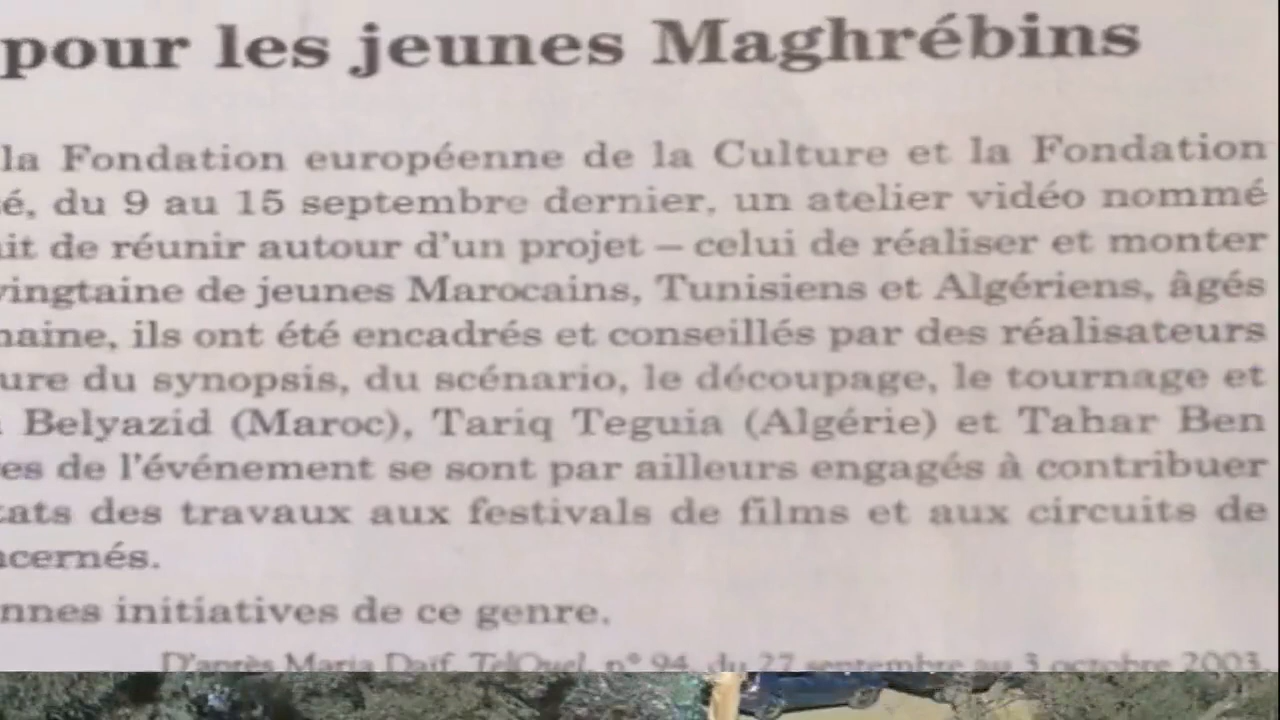 pour les jeunes Maghrébins
la Fondation européenne de la Culture et la Fondation
é, du 9 au 15 septembre dernier, un atelier vidéo nommé
it de réunir autour d'un projet – celui de réaliser et monter
vingtaine de jeunes Marocains, Tunisiens et Algériens, âgés
maine, ils ont été encadrés et conseillés par des réalisateurs
ure du synopsis, du scénario, le découpage, le tournage et
Belyazid (Maroc), Tariq Teguia (Algérie) et Tahar Ben
es de l'événement se sont par ailleurs engagés à contribuer
tats des travaux aux festivals de films et aux circuits de
ncernés.
nnes initiatives de ce genre.
D'après Maria Daïf, TelQuel, n° 94, du 27 septembre au 3 octobre 2003.